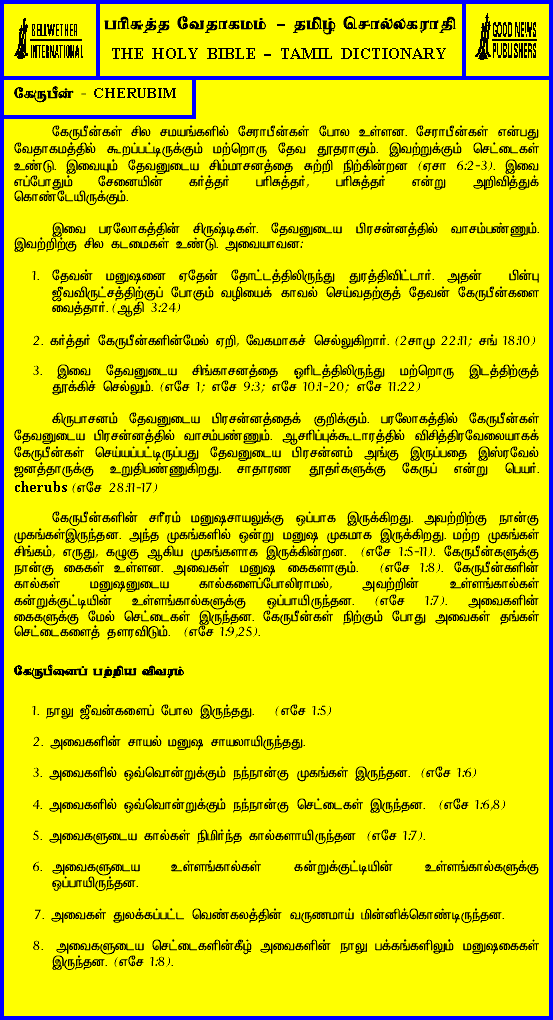 BELLWETHER
INTERNATIONAL
பரிசுத்த வேதாகமம் – தமிழ் சொல்லகராதி
THE HOLY BIBLE – TAMIL DICTIONARY
GOOD NEWS
PUBLISHERS
கேருபீன் - CHERUBIM
கேருபீன்கள் சில சமயங்களில் சேராபீன்கள் போல உள்ளன. சேராபீன்கள் என்பது
வேதாகமத்தில் கூறப்பட்டிருக்கும் மற்றொரு தேவ தூதராகும். இவற்றுக்கும் செட்டைகள்
உண்டு. இவையும் தேவனுடைய சிம்மாசனத்தை சுற்றி நிற்கின்றன (ஏசா 6:2-3). இவை
எப்போதும் சேனையின் கர்த்தர் பரிசுத்தர், பரிசுத்தர் என்று அறிவித்துக்
கொண்டேயிருக்கும்.
இவை பரலோகத்தின் சிருஷ்டிகள். தேவனுடைய பிரசன்னத்தில் வாசம்பண்ணும்.
இவற்றிற்கு சில கடமைகள் உண்டு. அவையாவன:
1. தேவன் மனுஷனை ஏதேன் தோட்டத்திலிருந்து துரத்திவிட்டார். அதன் பின்பு
ஜீவவிருட்சத்திற்குப் போகும் வழியைக் காவல் செய்வதற்குத் தேவன் கேருபீன்களை
வைத்தார். (ஆதி 3:24)
2. கர்த்தர் கேருபீன்களின்மேல் ஏறி, வேகமாகச் செல்லுகிறார். (2சாமு 22:11; சங் 18:10)
3. இவை தேவனுடைய சிங்காசனத்தை ஓரிடத்திலிருந்து மற்றொரு இடத்திற்குத்
தூக்கிச் செல்லும். (எசே 1; எசே 9:3; எசே 10:1-20; எசே 11:22)
கிருபாசனம் தேவனுடைய பிரசன்னத்தைக் குறிக்கும். பரலோகத்தில் கேருபீன்கள்
தேவனுடைய பிரசன்னத்தில் வாசம்பண்ணும். ஆசரிப்புக்கூடாரத்தில் விசித்திரவேலையாகக்
கேருபீன்கள் செய்யப்பட்டிருப்பது தேவனுடைய பிரசன்னம் அங்கு இருப்பதை இஸ்ரவேல்
ஜனத்தாருக்கு உறுதிபண்ணுகிறது. சாதாரண தூதர்களுக்கு கேருப் என்று பெயர்.
cherubs (எசே 28:11-17)
கேருபீன்களின் சரீரம் மனுஷசாயலுக்கு ஒப்பாக இருக்கிறது. அவற்றிற்கு நான்கு
முகங்கள்இருந்தன. அந்த முகங்களில் ஒன்று மனுஷ முகமாக இருக்கிறது. மற்ற முகங்கள்
சிங்கம், எருது, கழுகு ஆகிய முகங்களாக இருக்கின்றன. (எசே 1:5-11). கேருபீன்களுக்கு
நான்கு கைகள் உள்ளன. அவைகள் மனுஷ கைகளாகும். (எசே 1:8). கேருபீன்களின்
கால்கள் மனுஷனுடைய கால்களைப்போலிராமல், அவற்றின் உள்ளங்கால்கள்
கன்றுக்குட்டியின் உள்ளங்கால்களுக்கு ஒப்பாயிருந்தன. (எசே 1:7). அவைகளின்
கைகளுக்கு மேல் செட்டைகள் இருந்தன. கேருபீன்கள் நிற்கும் போது அவைகள் தங்கள்
செட்டைகளைத் தளரவிடும். (எசே 1:9,25).
கேருபீனைப் பற்றிய விவரம்
1. நாலு ஜீவன்களைப் போல இருந்தது. (எசே 1:5)
2. அவைகளின் சாயல் மனுஷ சாயலாயிருந்தது.
3. அவைகளில் ஒவ்வொன்றுக்கும் நந்நான்கு முகங்கள் இருந்தன. (எசே 1:6)
4. அவைகளில் ஒவ்வொன்றுக்கும் நந்நான்கு செட்டைகள் இருந்தன. (எசே 1:6,8)
5. அவைகளுடைய கால்கள் நிமிர்ந்த கால்களாயிருந்தன (எசே 1:7).
6. அவைகளுடைய உள்ளங்கால்கள் கன்றுக்குட்டியின் உள்ளங்கால்களுக்கு
ஒப்பாயிருந்தன.
7. அவைகள் துலக்கப்பட்ட வெண்கலத்தின் வருணமாய் மின்னிக்கொண்டிருந்தன.
8. அவைகளுடைய செட்டைகளின்கீழ் அவைகளின் நாலு பக்கங்களிலும் மனுஷகைகள்
இருந்தன. (எசே 1:8).